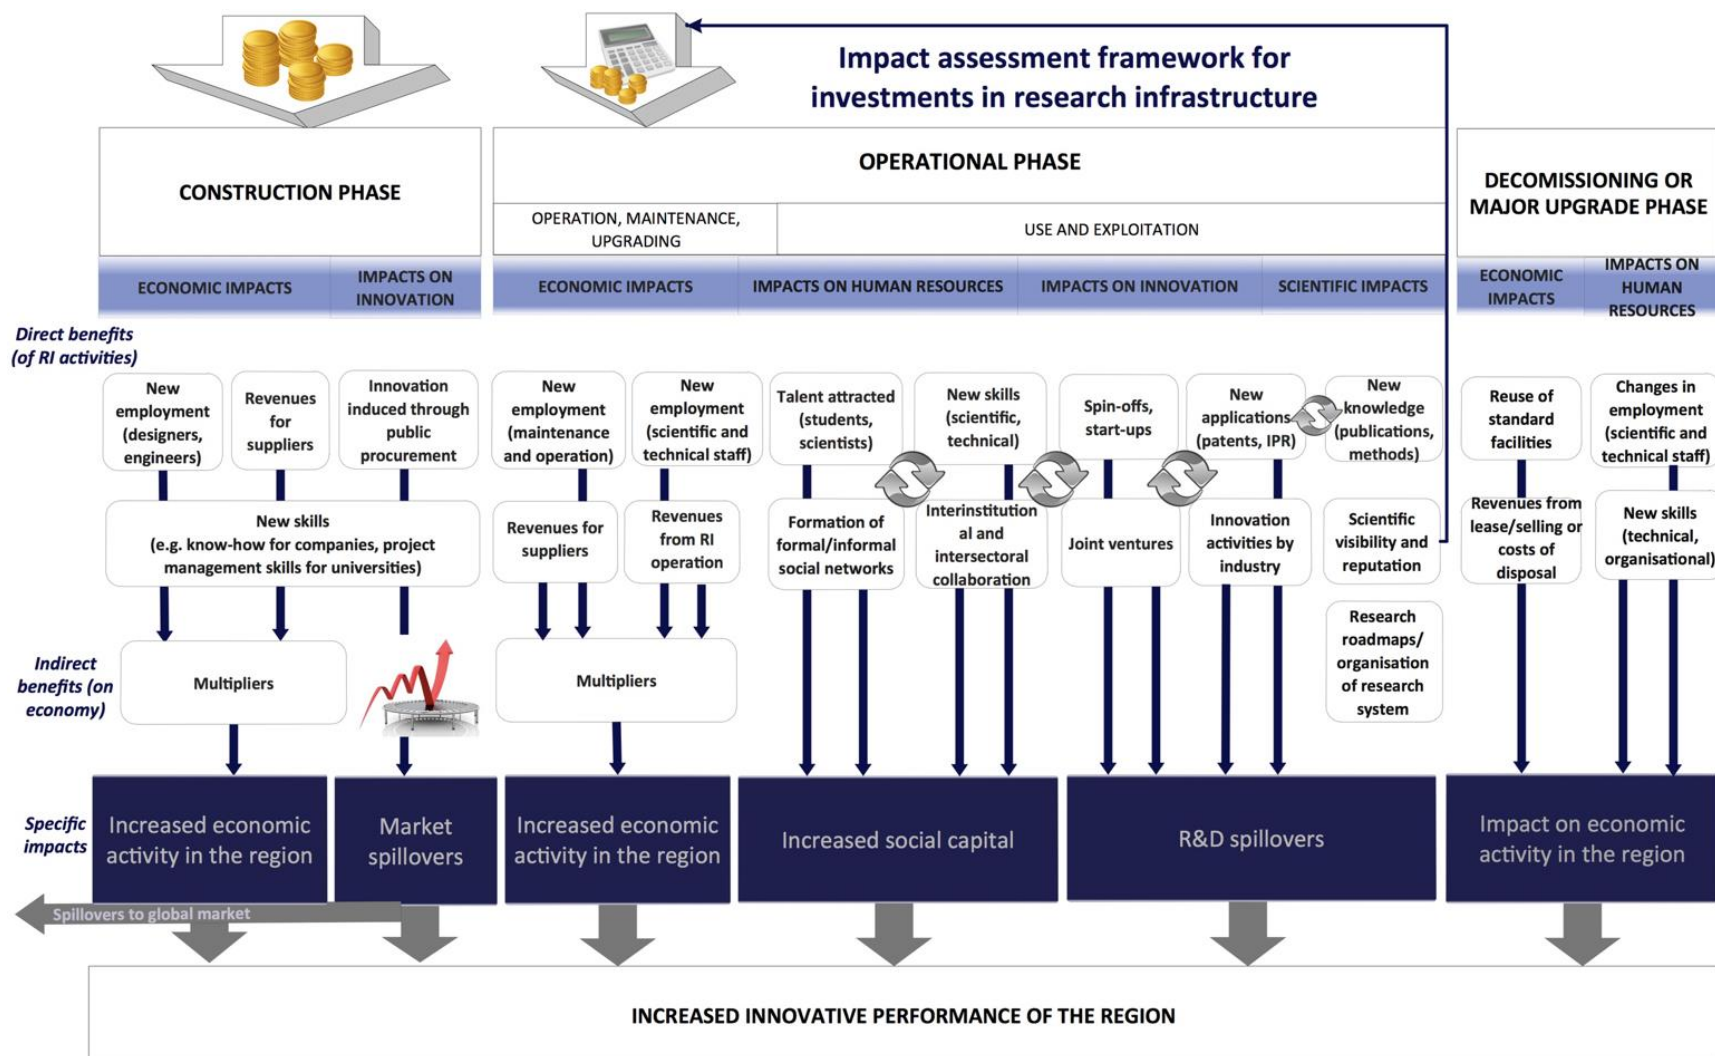 Impact assessment framework for
investments in research infrastructure
CONSTRUCTION PHASE
OPERATIONAL PHASE
DECOMISSIONING OR
MAJOR UPGRADE PHASE
OPERATION, MAINTENANCE,
UPGRADING
USE AND EXPLOITATION
ECONOMIC IMPACTS
IMPACTS ON
INNOVATION
ECONOMIC IMPACTS
IMPACTS ON HUMAN RESOURCES
IMPACTS ON INNOVATION
SCIENTIFIC IMPACTS
ECONOMIC
IMPACTS
IMPACTS ON
HUMAN
RESOURCES
Direct benefits
(of RI activities)
New
employment
(designers,
engineers)
Revenues
for
suppliers
Innovation
induced through
public
procurement
New
employment
(maintenance
and operation)
New
employment
(scientific and
technical staff)
Talent attracted
(students,
scientists)
New skills
(scientific,
technical)
Spin-offs,
start-ups
New
applications
(patents, IPR)
New
knowledge
(publications,
methods)
Reuse of
standard
facilities
Changes in
employment
(scientific and
technical staff)
New skills
(e.g. know-how for companies, project
management skills for universities)
Revenues for
suppliers
Revenues
from RI
operation
Formation of
formal/informal
social networks
Interinstitution
al and
intersectoral
collaboration
Joint ventures
Innovation
activities by
industry
Scientific
visibility and
reputation
Revenues from
lease/selling or
costs of
disposal
New skills
(technical,
organisational)
Research
roadmaps/
organisation
of research
system
Indirect
benefits (on
economy)
Multipliers
Multipliers
Specific
impacts
Increased economic
activity in the region
Market
spillovers
Increased economic
activity in the region
Increased social capital
R&D spillovers
Impact on economic
activity in the region
Spillovers to global market
INCREASED INNOVATIVE PERFORMANCE OF THE REGION